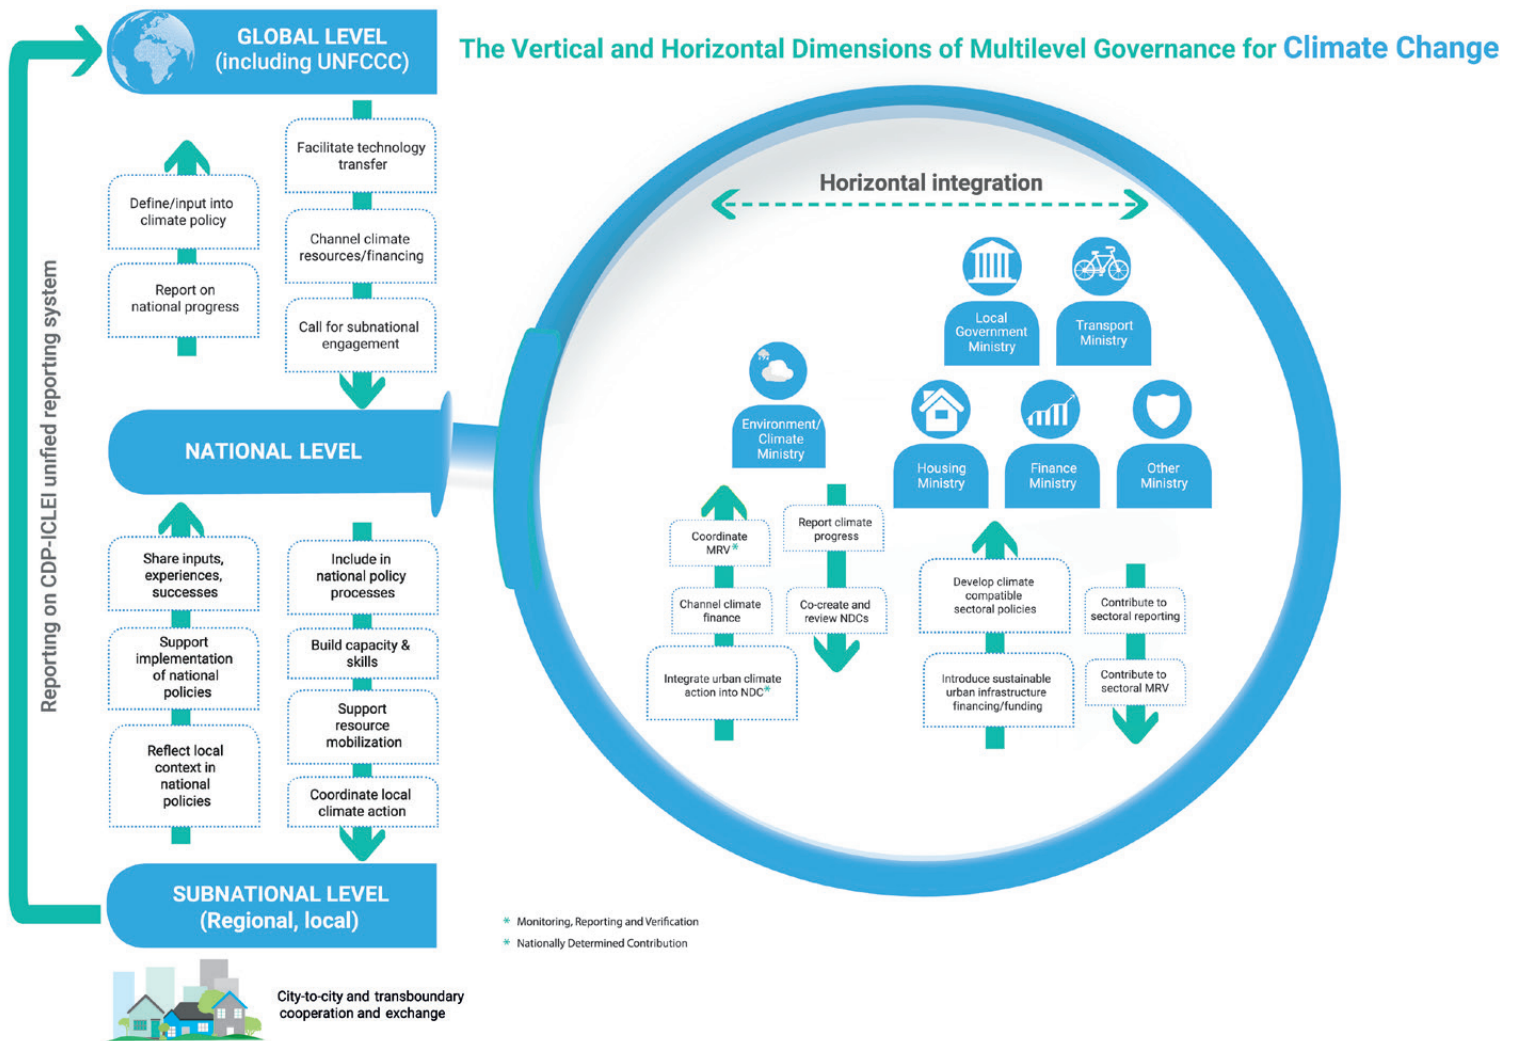 GLOBAL LEVEL
(including UNFCCC)
The Vertical and Horizontal Dimensions of Multilevel Governance for Climate Change
Reporting on CDP-ICLEI unified reporting system
Define/input into
climate policy
Report on
national progress
Facilitate technology
transfer
Channel climate
resources/financing
Call for subnational
engagement
NATIONAL LEVEL
Share inputs,
experiences,
successes
Support
implementation
of national
policies
Reflect local
context in
national
policies
Include in
national policy
processes
Build capacity &
skills
Support
resource
mobilization
Coordinate local
climate action
SUBNATIONAL LEVEL
(Regional, local)
City-to-city and transboundary
cooperation and exchange
Horizontal integration
Local
Government
Ministry
Transport
Ministry
Environment/
Climate
Ministry
Housing
Ministry
Finance
Ministry
Other
Ministry
Coordinate
MRV*
Channel climate
finance
Integrate urban climate
action into NDC*
Report climate
progress
Co-create and
review NDCs
Develop climate
compatible
sectoral policies
Introduce sustainable
urban infrastructure
financing/funding
Contribute to
sectoral reporting
Contribute to
sectoral MRV
* Monitoring, Reporting and Verification
* Nationally Determined Contribution